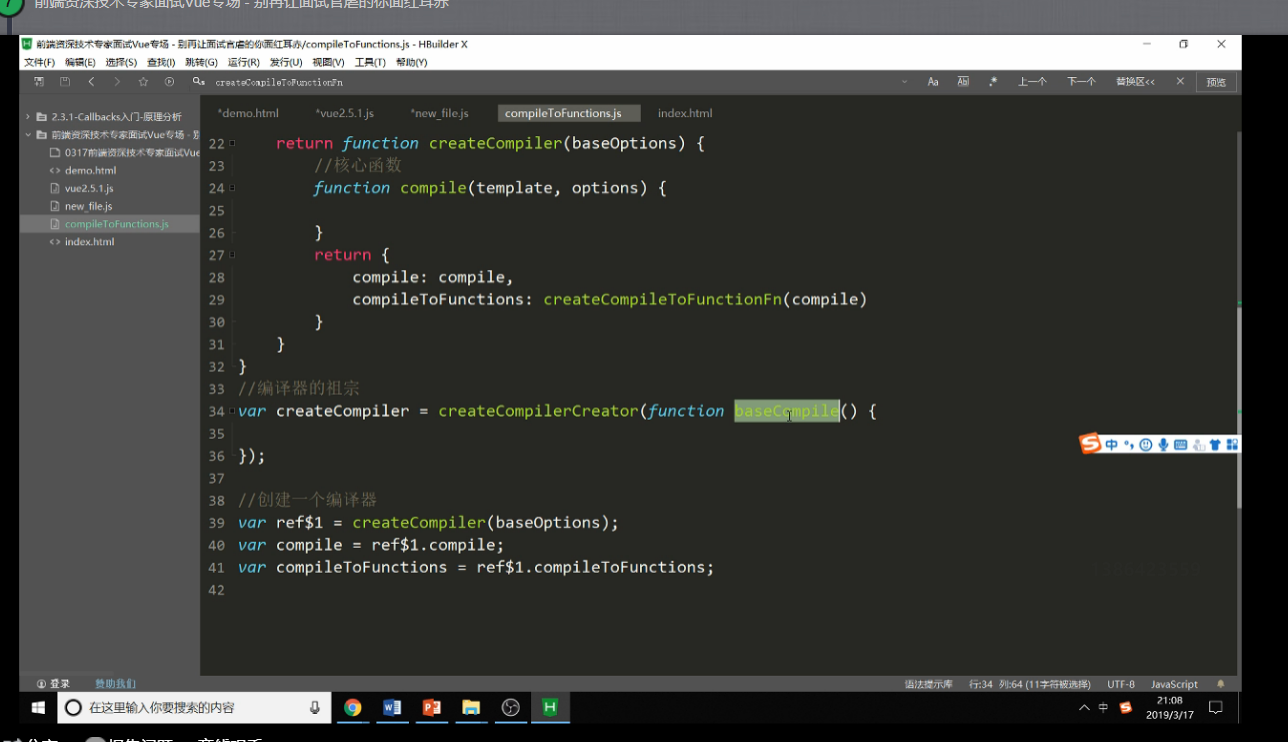 前端资深技术专家面试Vue专场 - 别再让面试官虐的你面红耳赤
前端资深技术专家面试Vue专场 - 别再让面试官虐的你面红耳赤/compileToFunctions.js - HBuilder X
文件(F) 编辑(E) 选择(S) 查找(I) 跳转(G) 运行(R) 发行(U) 视图(V) 工具(T) 帮助(Y)
createCompileToFunctionFn Aa .* 上一个 下一个 替换区<< 预览
*demo.html *vue2.5.1.js *new_file.js compileToFunctions.js index.html
2.3.1-Callbacks入门-原理分析
前端资深技术专家面试Vue专场 - 别
0317前端资深技术专家面试Vue
demo.html
vue2.5.1.js
new_file.js
compileToFunctions.js
index.html
22 return function createCompiler(baseOptions) {
23 //核心函数
24 function compile(template, options) {
25
26 }
27 return {
28 compile: compile,
29 compileToFunctions: createCompileToFunctionFn(compile)
30 }
31 }
32 }
33 //编译器的祖宗
34 var createCompiler = createCompilerCreator(function baseCompile() {
35
36 });
37
38 //创建一个编译器
39 var ref$1 = createCompiler(baseOptions);
40 var compile = ref$1.compile;
41 var compileToFunctions = ref$1.compileToFunctions;
42
中
登录 赞助我们 语法提示库 行:34 列:64 (11字符被选择) UTF-8 JavaScript
在这里输入你要搜索的内容
中 21:08
2019/3/17